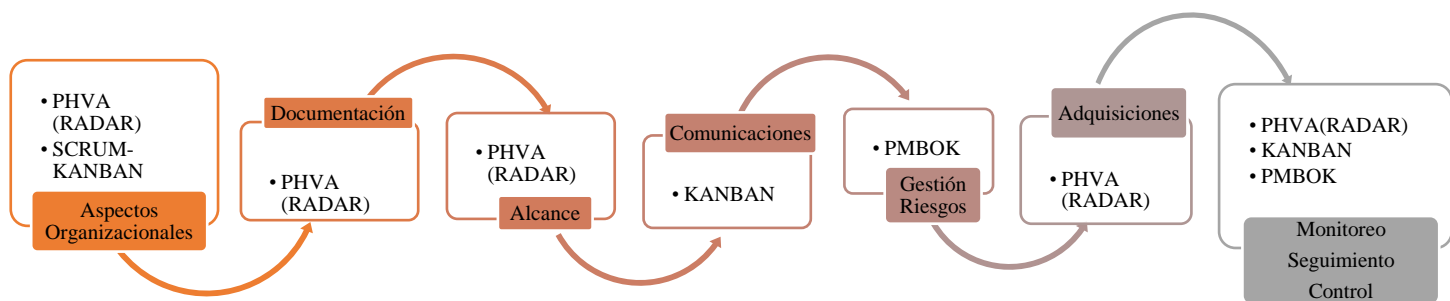 • PHVA
(RADAR)
• SCRUM-
KANBAN
Aspectos
Organizacionales
Documentación
• PHVA
(RADAR)
• PHVA
(RADAR)
Alcance
Comunicaciones
• KANBAN
• PMBOK
Gestión
Riesgos
Adquisiciones
• PHVA
(RADAR)
• PHVA(RADAR)
• KANBAN
• PMBOK
Monitoreo
Seguimiento
Control